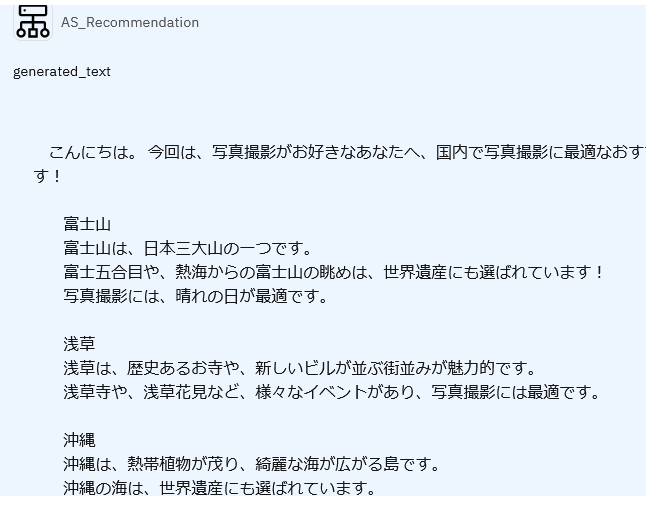 AS_Recommendation
generated_text
こんにちは。 今回は、写真撮影がお好きなあなたへ、国内で写真撮影に最適なおす
す！
富士山
富士山は、日本三大山の一つです。
富士五合目や、熱海からの富士山の眺めは、世界遺産にも選ばれています！
写真撮影には、晴れの日が最適です。
浅草
浅草は、歴史あるお寺や、新しいビルが並ぶ街並みが魅力的です。
浅草寺や、浅草花見など、様々なイベントがあり、写真撮影には最適です。
沖縄
沖縄は、熱帯植物が茂り、綺麗な海が広がる島です。
沖縄の海は、世界遺産にも選ばれています。